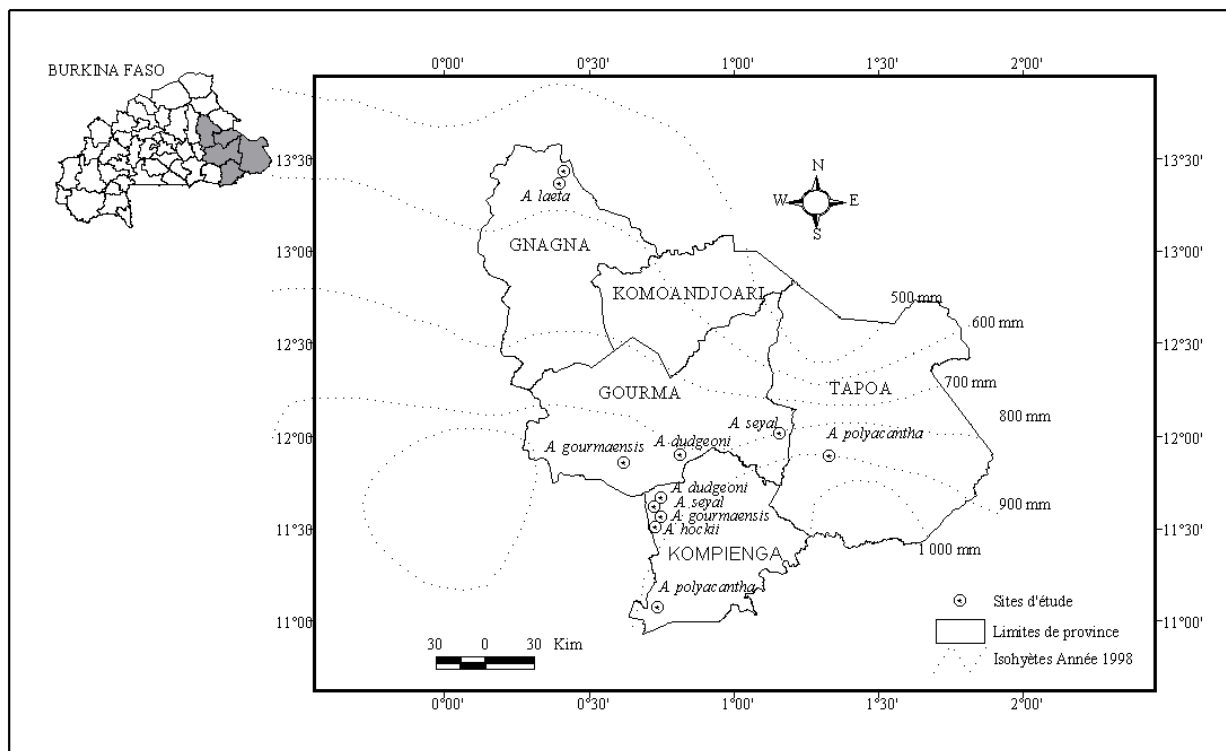 BURKINA FASO
0°00' 0°30' 1°00' 1°30' 2°00'
13°30' 13°30'
N
W E
S
A. laeta
GNAGNA
13°00' 13°00'
KOMOANDJOARI
500 mm
600 mm
12°30' 12°30'
GOURMA
TAPOA
700 mm
800 mm
A. seyal
12°00' 12°00'
A. gourmaensis
A. dudgeoni
A. polyacantha
A. dudgeoni
A. seyal
A. gourmaensis
A. hockii
900 mm
11°30' 11°30'
KOMPIENGA
1 000 mm
A. polyacantha
Sites d'étude
11°00' 11°00'
30 0 30 Kim
Limites de province
Isohyètes Année 1998
0°00' 0°30' 1°00' 1°30' 2°00'